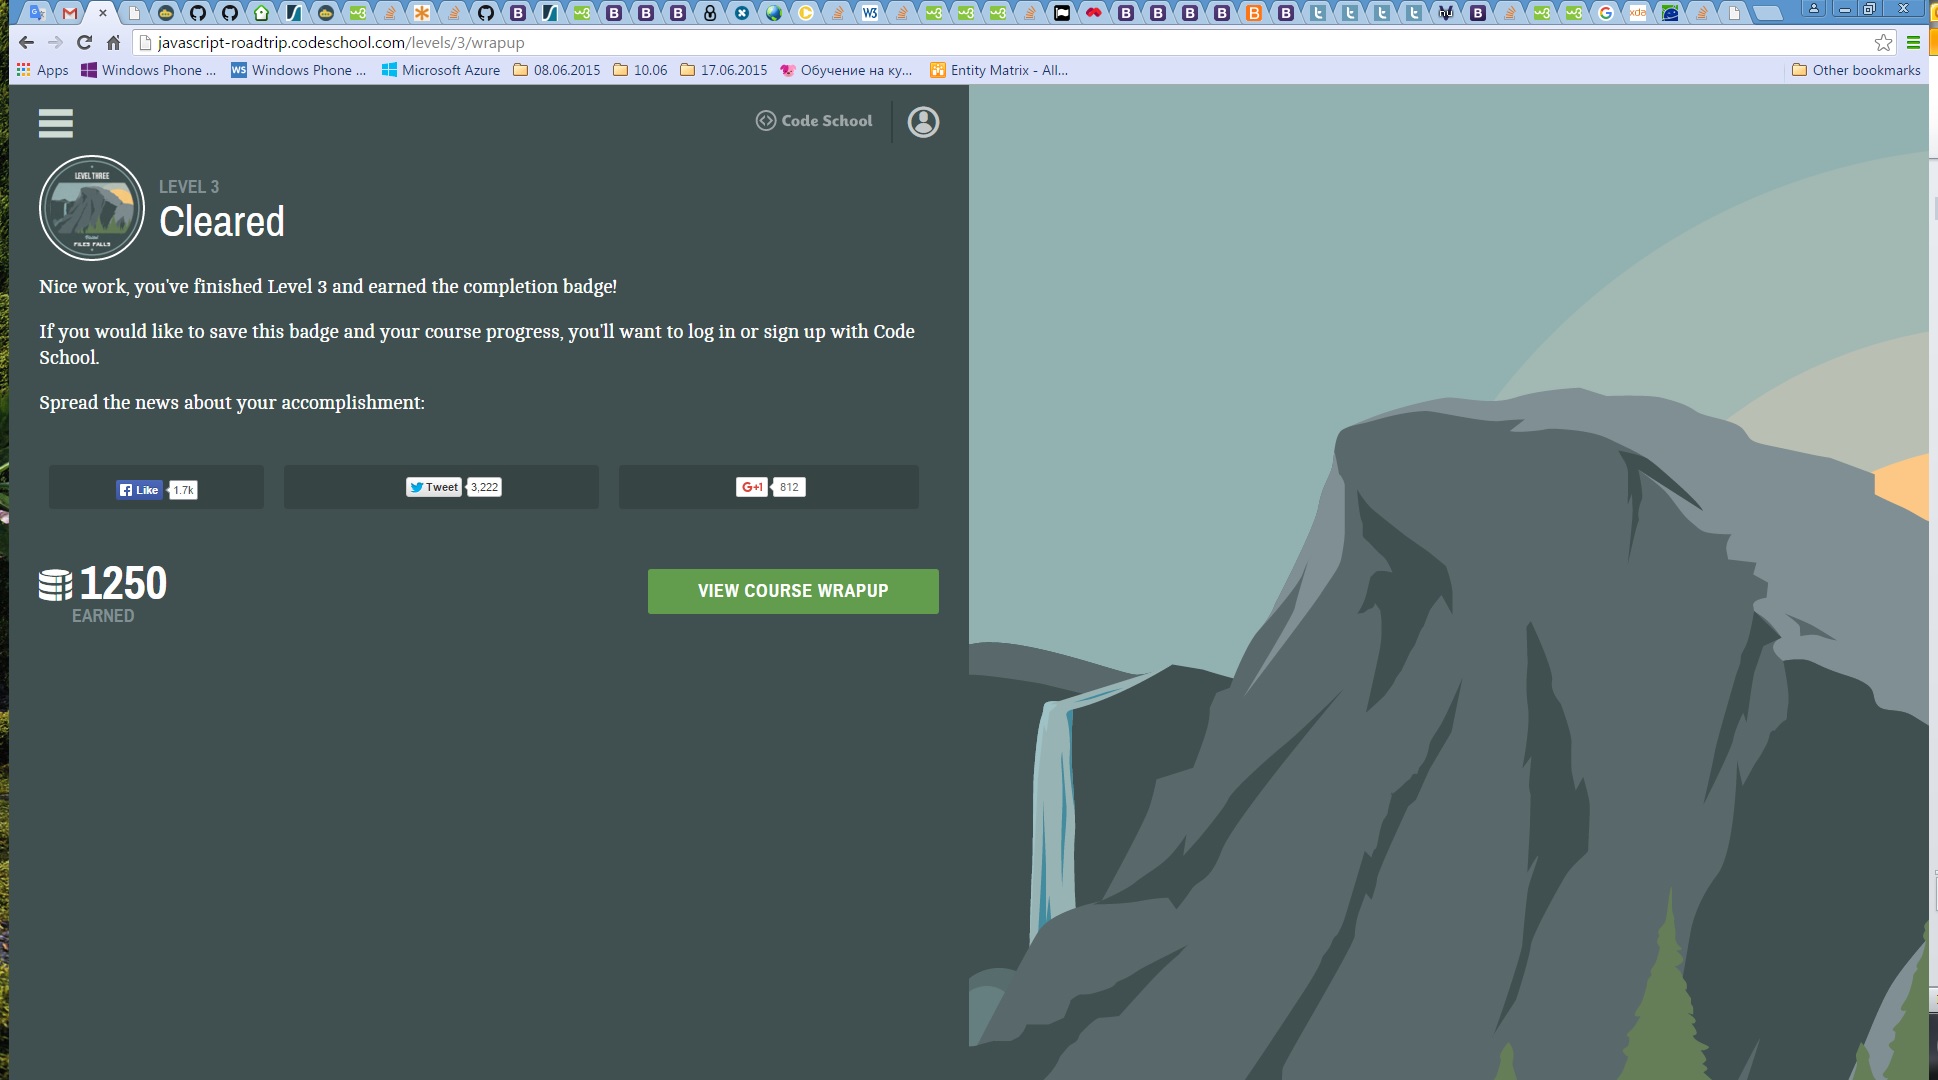 javascript-roadtrip.codeschool.com/levels/3/wrapup
Apps Windows Phone ... Windows Phone ... Microsoft Azure 08.06.2015 10.06 17.06.2015 Обучение на ку... Entity Matrix - All... Other bookmarks
Code School
LEVEL THREE
FILES FALLS
LEVEL 3
Cleared
Nice work, you've finished Level 3 and earned the completion badge!
If you would like to save this badge and your course progress, you'll want to log in or sign up with Code
School.
Spread the news about your accomplishment:
Like 1.7k Tweet 3,222 G+1 812
1250
EARNED
VIEW COURSE WRAPUP